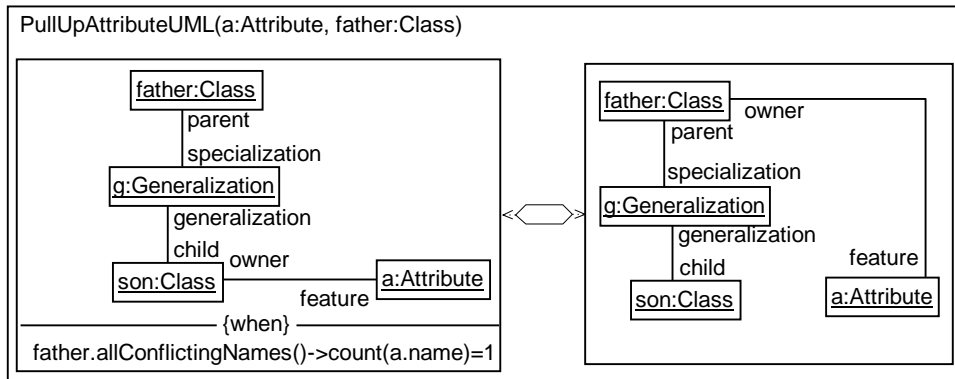 PullUpAttributeUML(a:Attribute, father:Class)
father:Class
parent
specialization
g:Generalization
generalization
child
son:Class
owner
feature
a:Attribute
{when}
father.allConflictingNames()->count(a.name)=1
father:Class
owner
parent
specialization
g:Generalization
generalization
child
son:Class
feature
a:Attribute